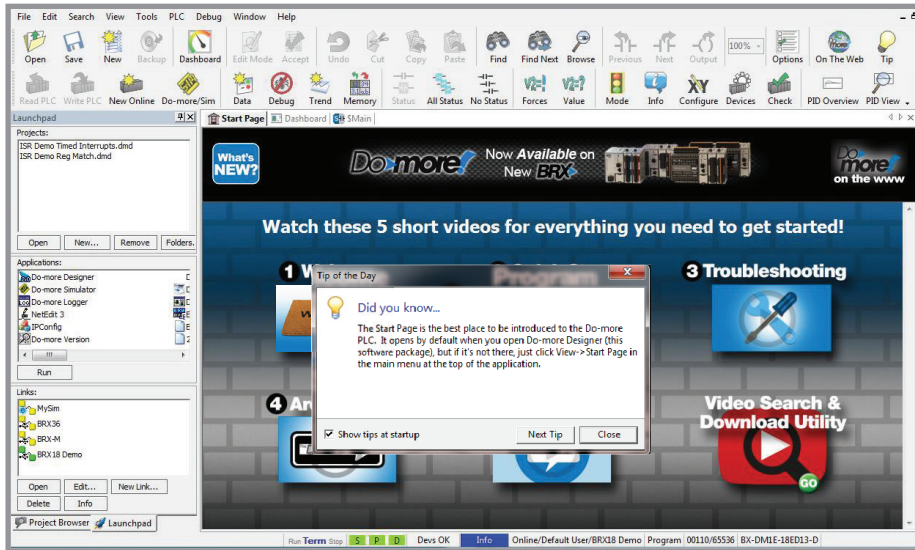 File Edit Search View Tools PLC Debug Window Help
Open Save New Backup Dashboard Edit Mode Accept Undo Cut Copy Paste Find Find Next Browse Previous Next Output 100% Options On The Web Tip
Read PLC Write PLC New Online Do-more/Sim Data Debug Trend Memory Status All Status No Status Forces Value Mode Info Configure Devices Check PID Overview PID View
Launchpad
Start Page Dashboard $Main
Projects:
ISR Demo Timed Interrupts.dmd
ISR Demo Reg Match.dmd
Open New... Remove Folders.
Applications:
Do-more Designer
Do-more Simulator
Do-more Logger
NetEdit 3
IPConfig
Do-more Version
Run
Links:
MySim
BRX36
BRX-M
BRX18 Demo
Open Edit... New Link...
Delete Info
Project Browser Launchpad
What's NEW?
Do-more! Now Available on
New BRX
Do-more!
on the www
Watch these 5 short videos for everything you need to get started!
1 W
Program
3 Troubleshooting
4 Ar
Video Search &
Download Utility
GO
Tip of the Day
Did you know...
The Start Page is the best place to be introduced to the Do-more
PLC. It opens by default when you open Do-more Designer (this
software package), but if it's not there, just click View->Start Page in
the main menu at the top of the application.
Show tips at startup Next Tip Close
Run Term Stop S P D Devs OK Info Online/Default User/BRX18 Demo Program 00110/65536 BX-DM1E-18ED13-D